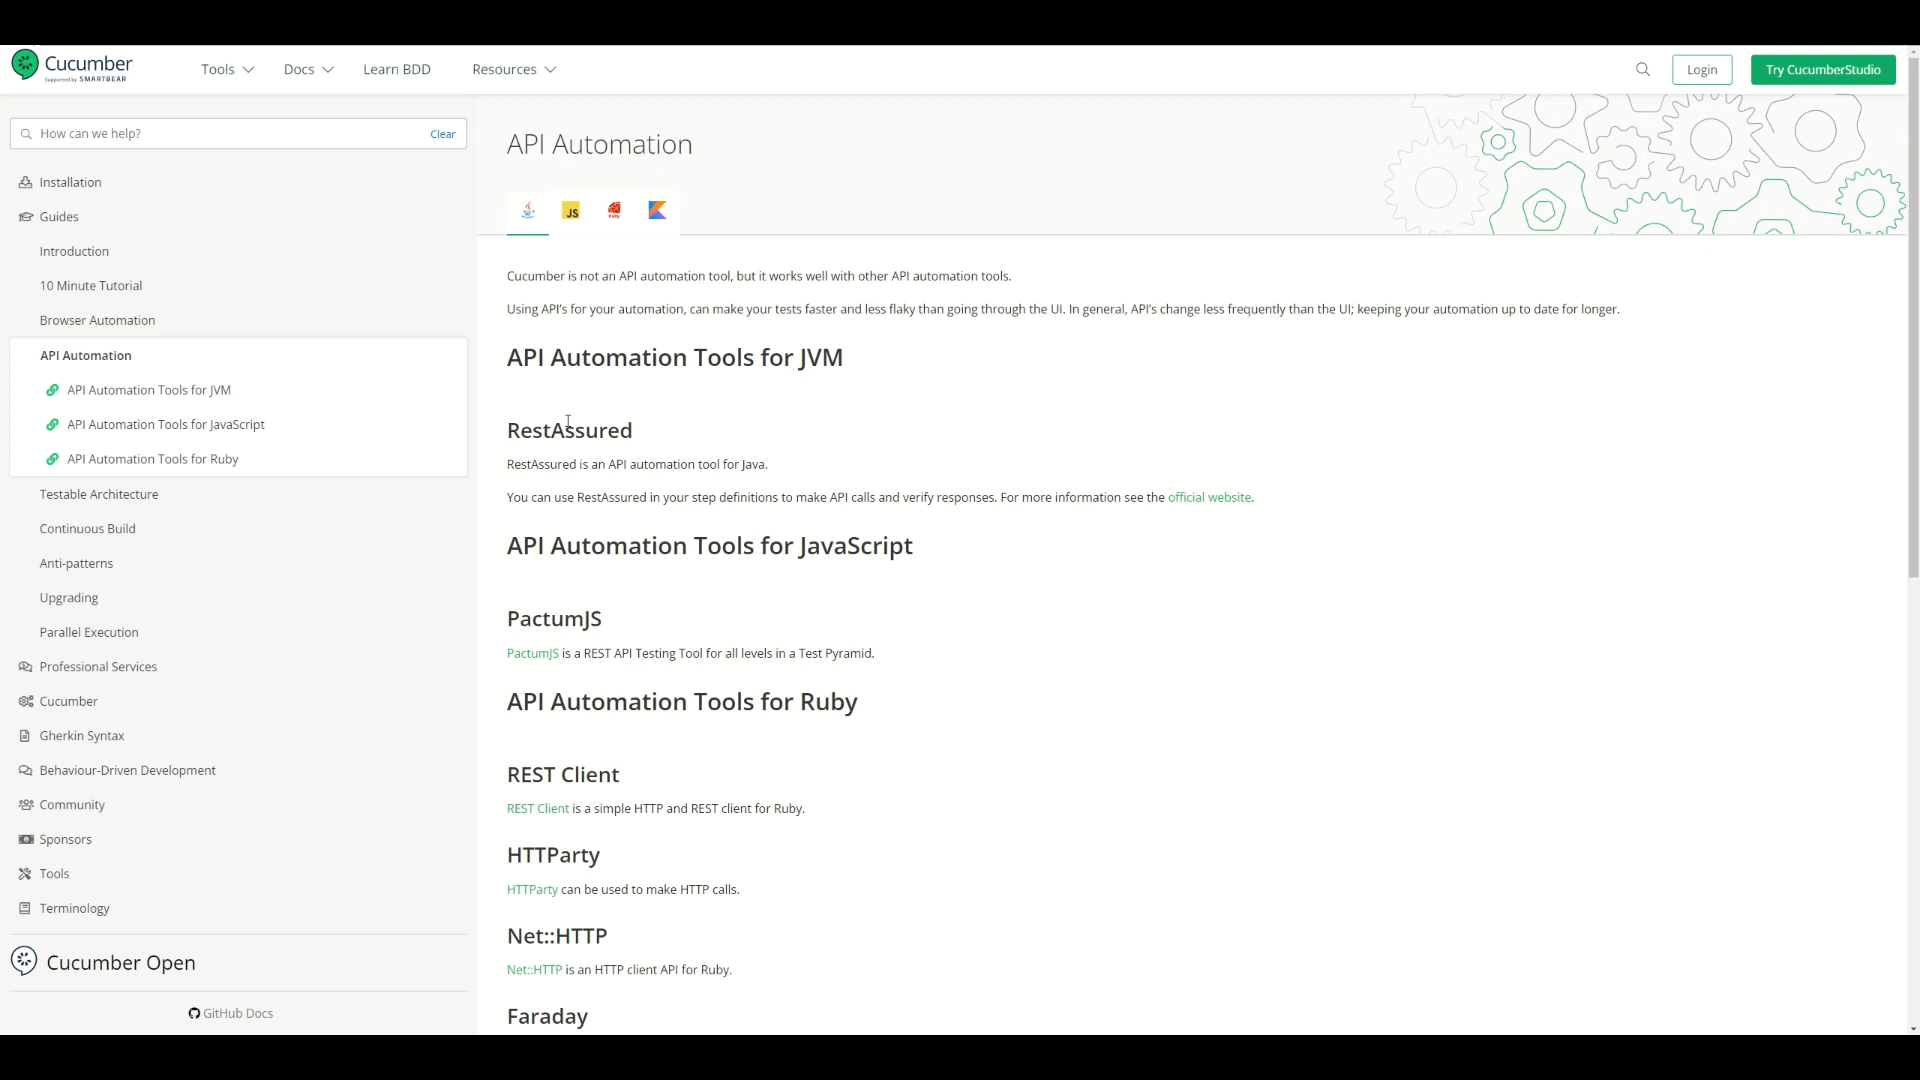 Cucumber
Supported by SMARTBEAR
Tools
Docs
Learn BDD
Resources
Login
Try CucumberStudio
How can we help?
Clear
Installation
Guides
Introduction
10 Minute Tutorial
Browser Automation
API Automation
API Automation Tools for JVM
API Automation Tools for JavaScript
API Automation Tools for Ruby
Testable Architecture
Continuous Build
Anti-patterns
Upgrading
Parallel Execution
Professional Services
Cucumber
Gherkin Syntax
Behaviour-Driven Development
Community
Sponsors
Tools
Terminology
Cucumber Open
GitHub Docs
API Automation
JS
Ruby
Cucumber is not an API automation tool, but it works well with other API automation tools.
Using API's for your automation, can make your tests faster and less flaky than going through the UI. In general, API's change less frequently than the UI; keeping your automation up to date for longer.
API Automation Tools for JVM
RestAssured
RestAssured is an API automation tool for Java.
You can use RestAssured in your step definitions to make API calls and verify responses. For more information see the official website.
API Automation Tools for JavaScript
PactumJS
PactumJS is a REST API Testing Tool for all levels in a Test Pyramid.
API Automation Tools for Ruby
REST Client
REST Client is a simple HTTP and REST client for Ruby.
HTTParty
HTTParty can be used to make HTTP calls.
Net::HTTP
Net::HTTP is an HTTP client API for Ruby.
Faraday